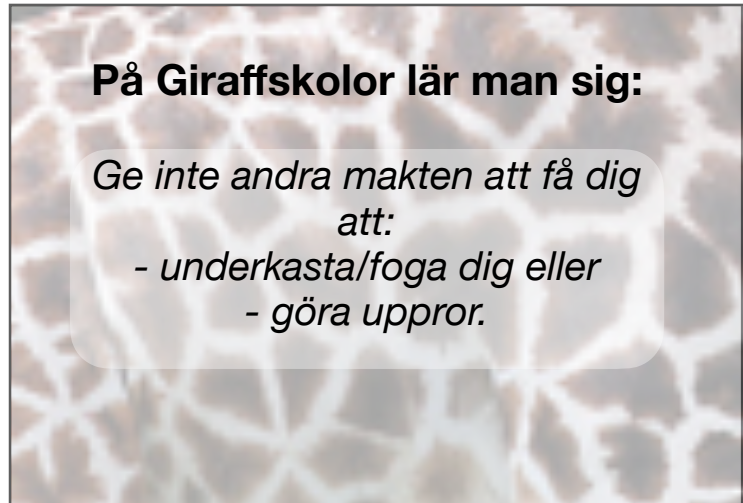 På Giraffskolor lär man sig:
Ge inte andra makten att få dig
att:
- underkasta/foga dig eller
- göra uppror.